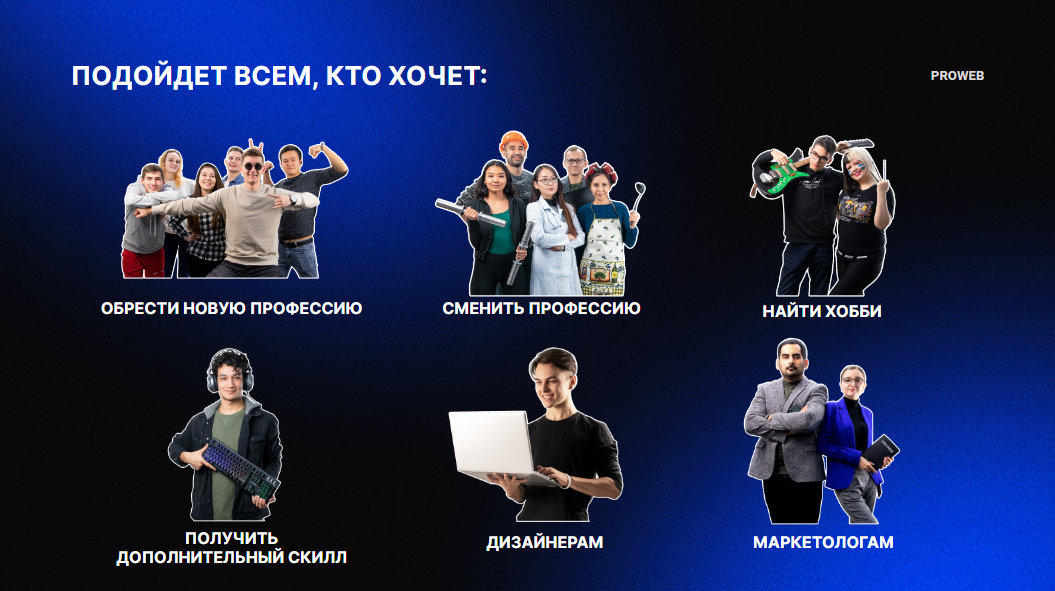 ПОДОЙДЕТ ВСЕМ, КТО ХОЧЕТ:
PROWEB
ОБРЕСТИ НОВУЮ ПРОФЕССИЮ
СМЕНИТЬ ПРОФЕССИЮ
НАЙТИ ХОББИ
ПОЛУЧИТЬ
ДОПОЛНИТЕЛЬНЫЙ СКИЛЛ
ДИЗАЙНЕРАМ
МАРКЕТОЛОГАМ